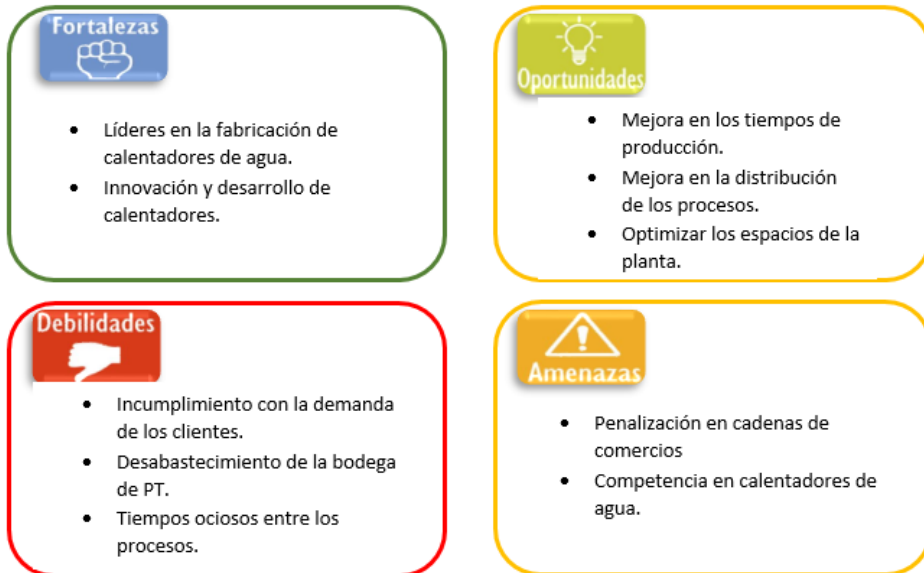 Fortalezas
• Líderes en la fabricación de
calentadores de agua.
• Innovación y desarrollo de
calentadores.
Oportunidades
• Mejora en los tiempos de
producción.
• Mejora en la distribución
de los procesos.
• Optimizar los espacios de la
planta.
Debilidades
• Incumplimiento con la demanda
de los clientes.
• Desabastecimiento de la bodega
de PT.
• Tiempos ociosos entre los
procesos.
Amenazas
• Penalización en cadenas de
comercios
• Competencia en calentadores de
agua.